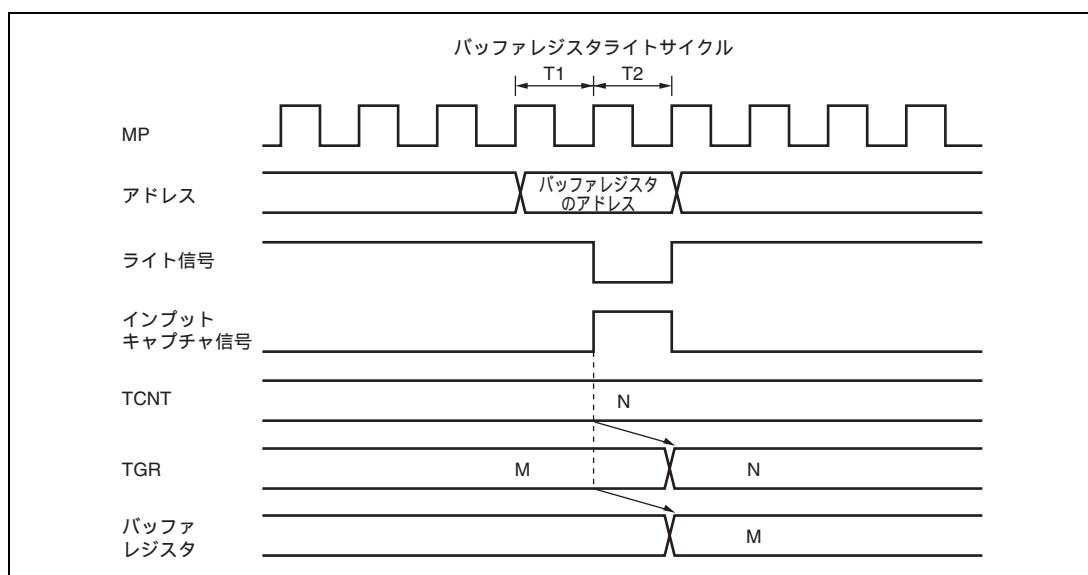 バッファレジスタライトサイクル
T1 T2
MP
アドレス
バッファレジスタ
のアドレス
ライト信号
インプット
キャプチャ信号
TCNT
N
TGR
M N
バッファ
レジスタ
M